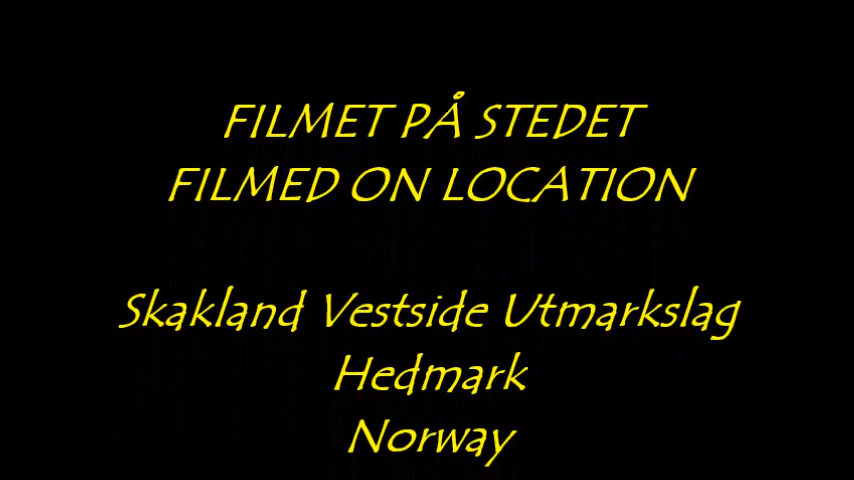 FILMET PÅ STEDET
FILMED ON LOCATION
Skakland Vestside Utmarkslag
Hedmark
Norway